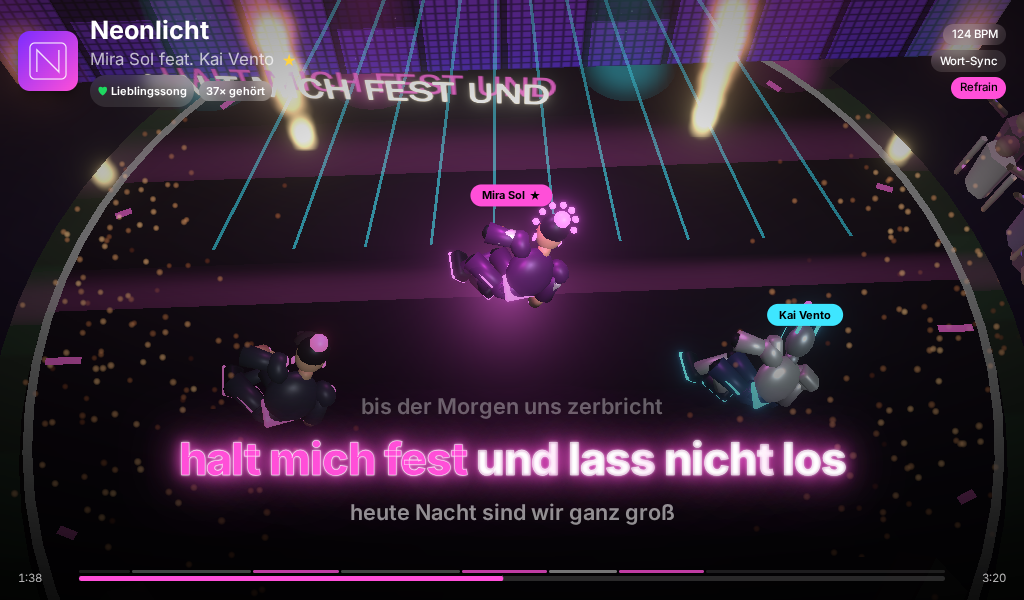 Neonlicht
Mira Sol feat. Kai Vento
Lieblingssong
37× gehört
124 BPM
Wort-Sync
Refrain
HALT MICH FEST UND
Mira Sol ★
Kai Vento
bis der Morgen uns zerbricht
halt mich fest und lass nicht los
heute Nacht sind wir ganz groß
1:38
3:20